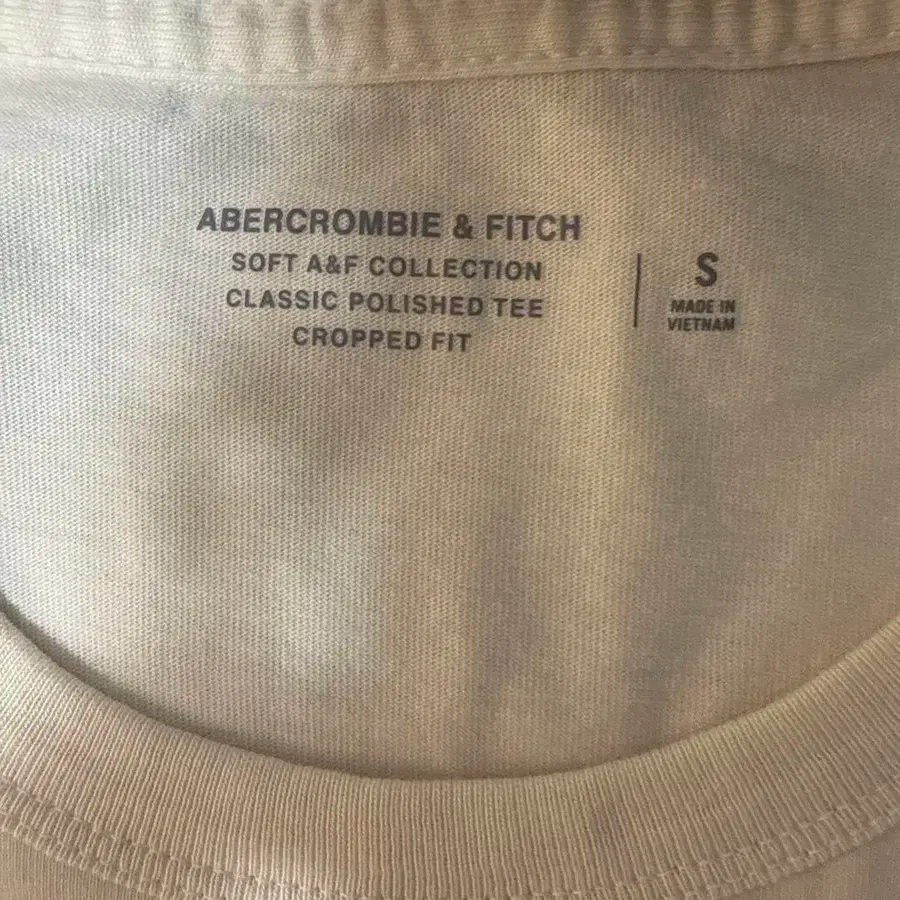 ABERCROMBIE & FITCH
SOFT A&F COLLECTION
CLASSIC POLISHED TEE
CROPPED FIT
S
MADE IN
VIETNAM